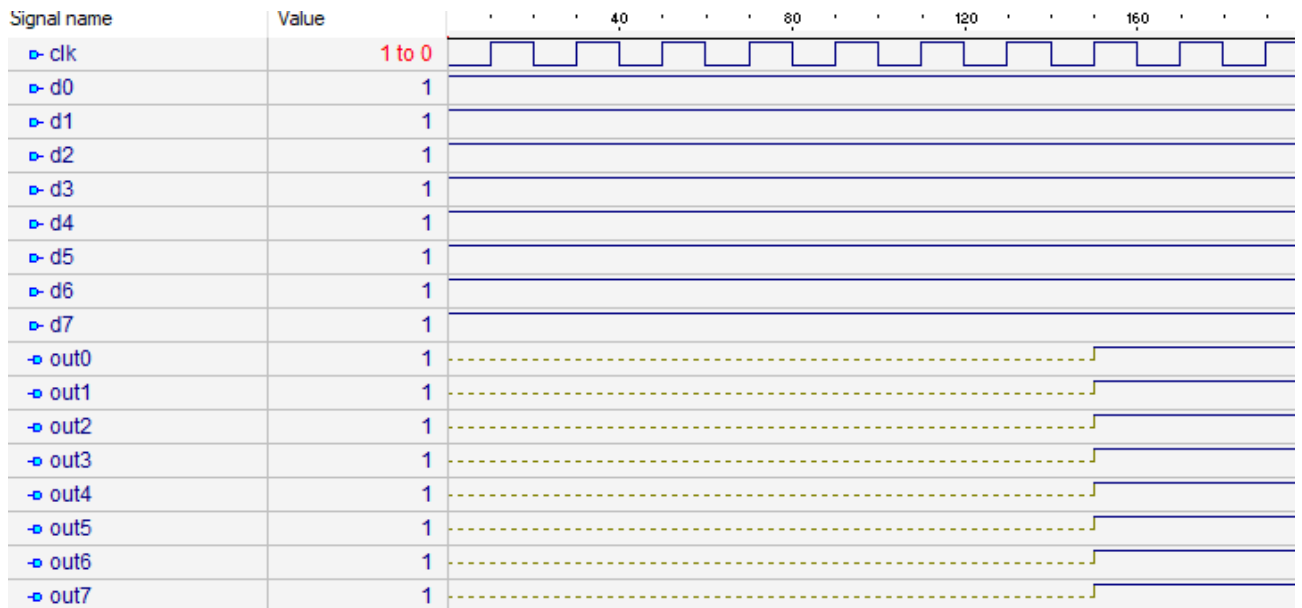 Signal name Value 40 80 120 160
clk 1 to 0
d0 1
d1 1
d2 1
d3 1
d4 1
d5 1
d6 1
d7 1
out0 1
out1 1
out2 1
out3 1
out4 1
out5 1
out6 1
out7 1